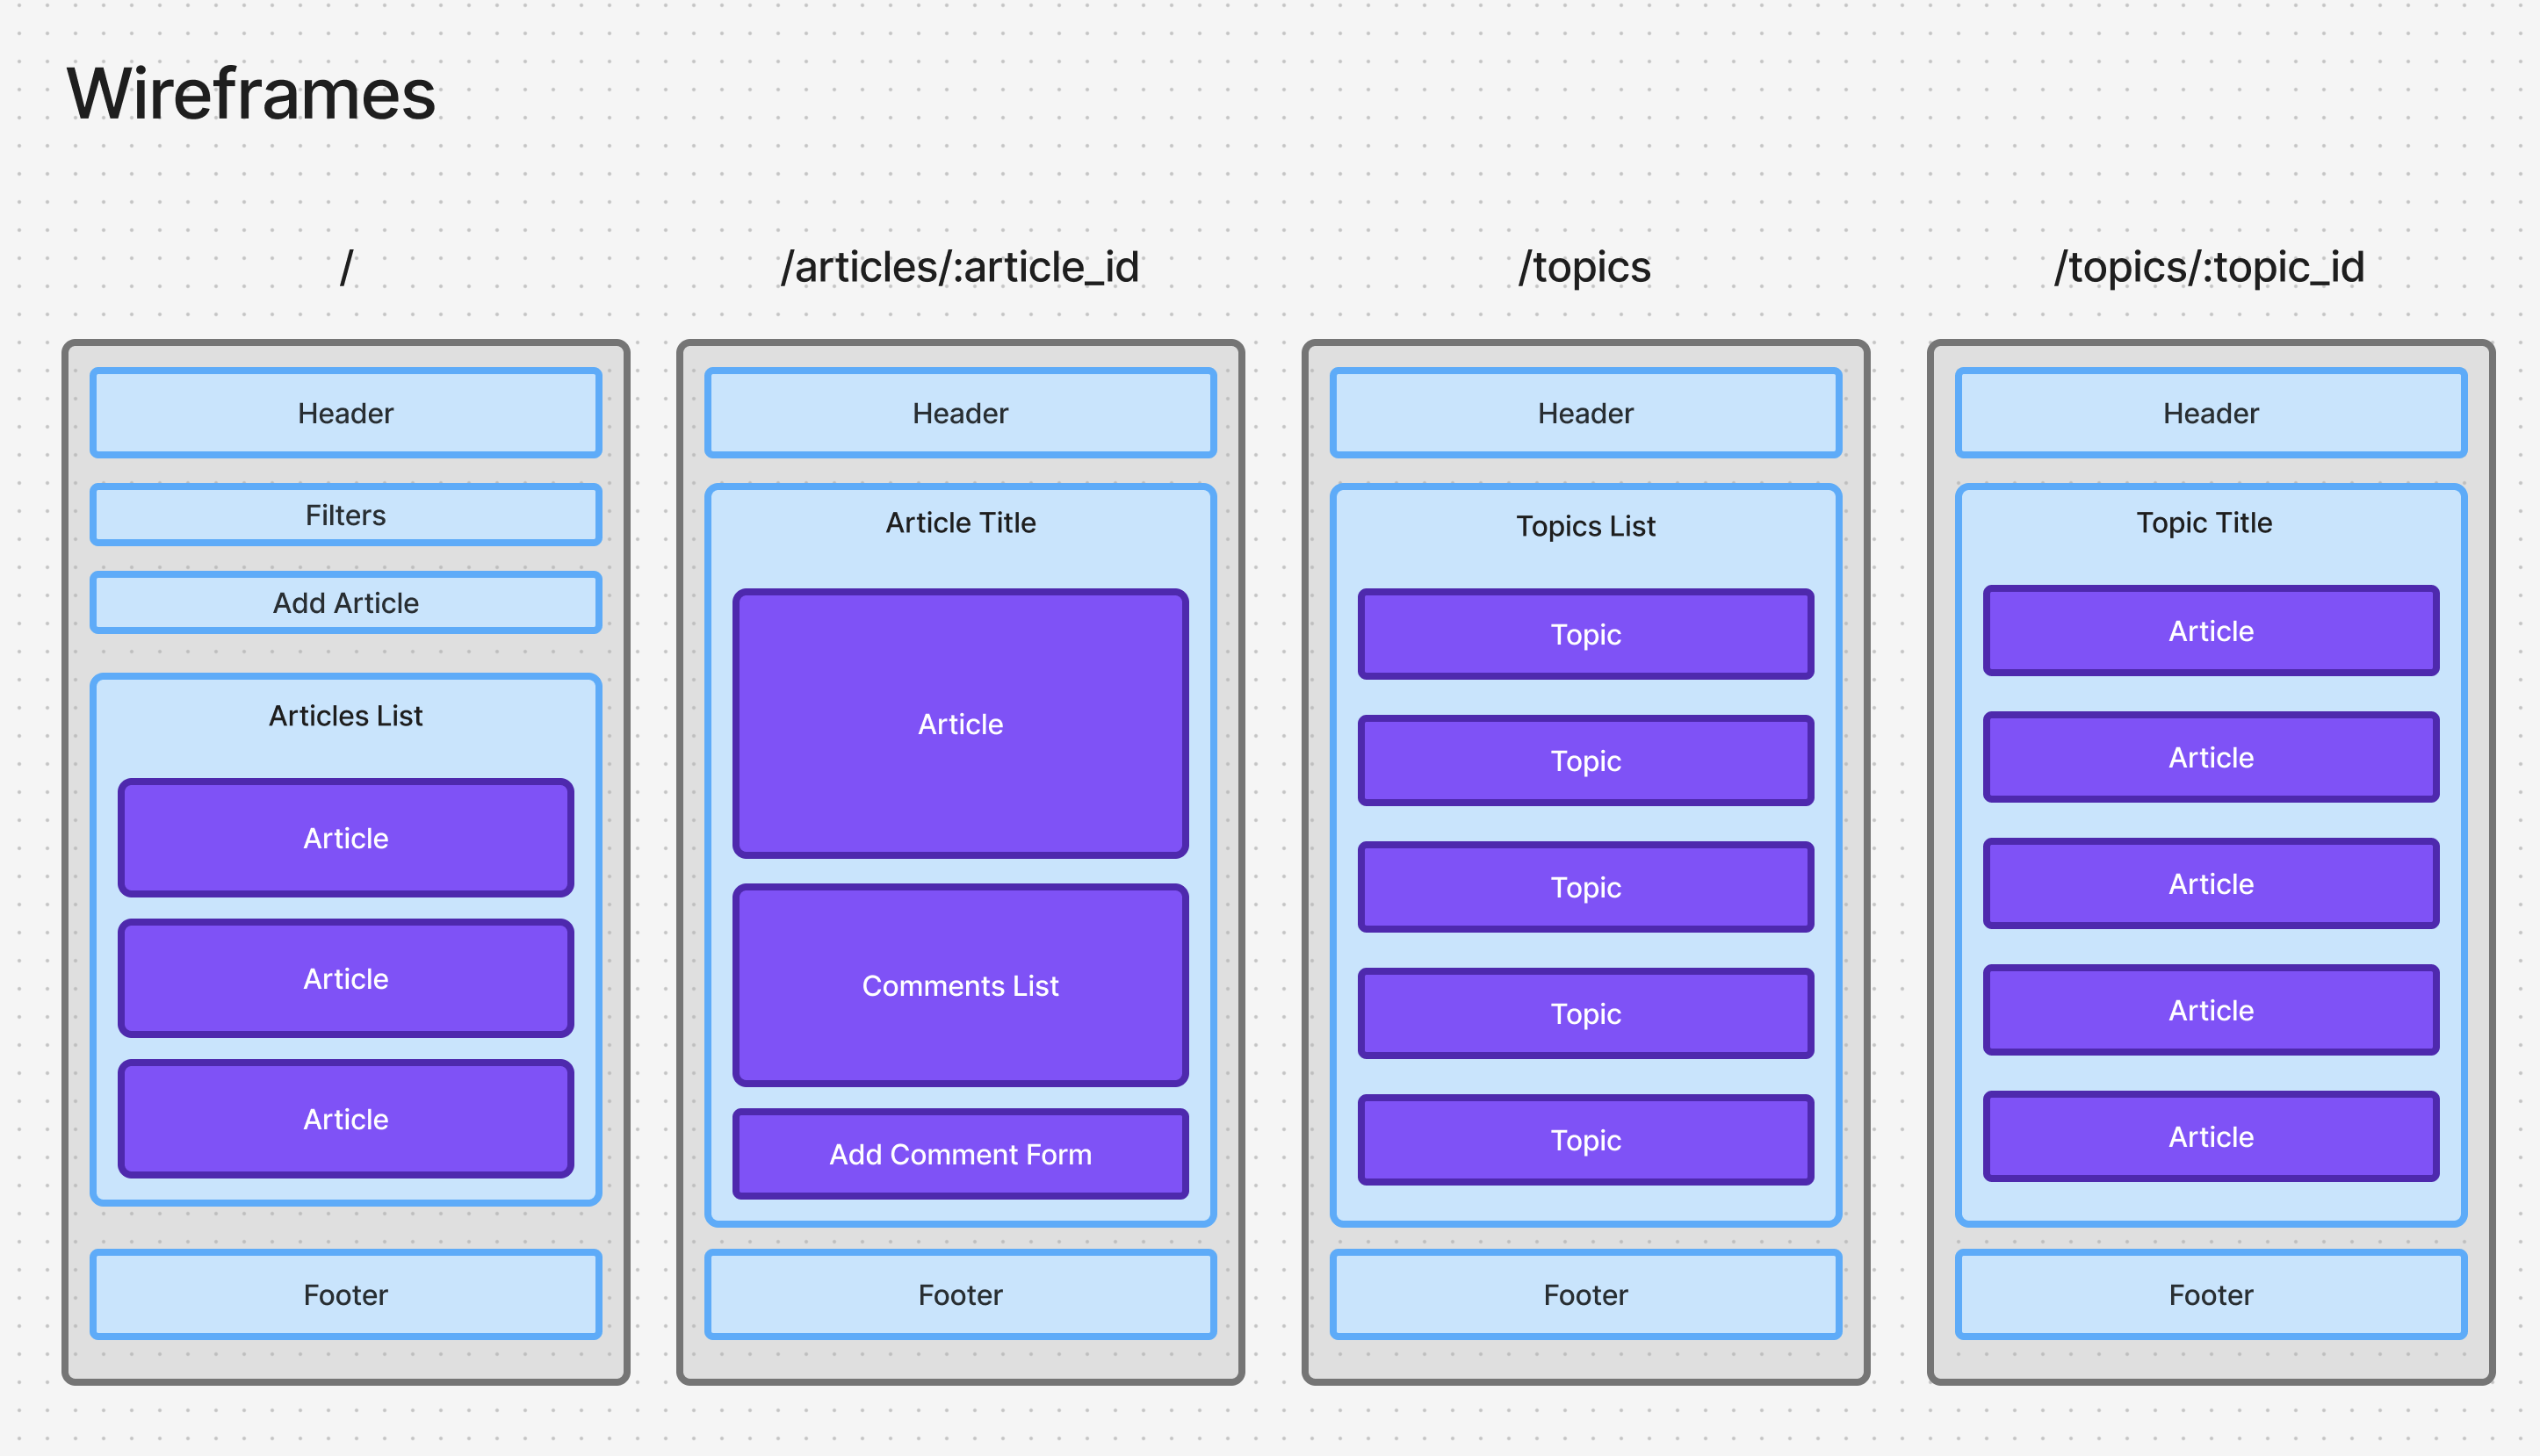 Wireframes
/
Header
Filters
Add Article
Articles List
Article
Article
Article
Footer
/articles/:article_id
Header
Article Title
Article
Comments List
Add Comment Form
Footer
/topics
Header
Topics List
Topic
Topic
Topic
Topic
Topic
Footer
/topics/:topic_id
Header
Topic Title
Article
Article
Article
Article
Article
Footer